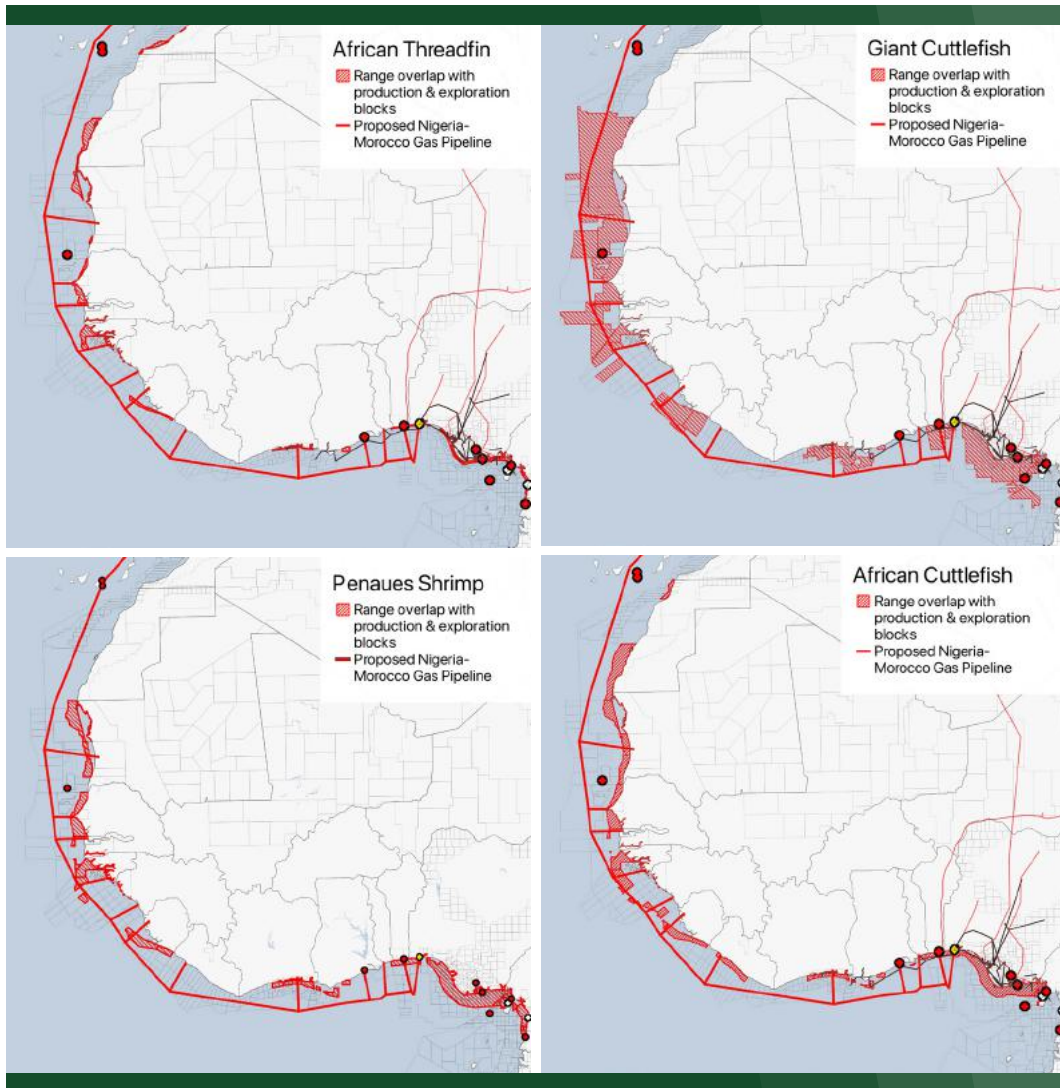 African Threadfin
Range overlap with
production & exploration
blocks
Proposed Nigeria-
Morocco Gas Pipeline
Giant Cuttlefish
Range overlap with
production & exploration
blocks
Proposed Nigeria-
Morocco Gas Pipeline
Penaues Shrimp
Range overlap with
production & exploration
blocks
Proposed Nigeria-
Morocco Gas Pipeline
African Cuttlefish
Range overlap with
production & exploration
blocks
Proposed Nigeria-
Morocco Gas Pipeline